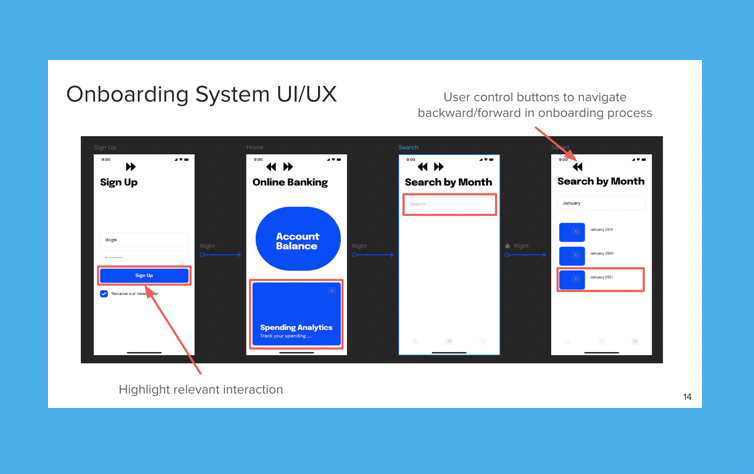 Onboarding System UI/UX
User control buttons to navigate
backward/forward in onboarding process
Sign Up
Home
Search
9:00
9:00
9:00
9:00
Sign Up
Online Banking
Search by Month
Search by Month
Search...
January
doge
Account
Balance
January 2019
January 2020
January 2021
Right
Right
Right
Sign Up
Receive our newsletter
Spending Analytics
Track your spending ....
Highlight relevant interaction
14